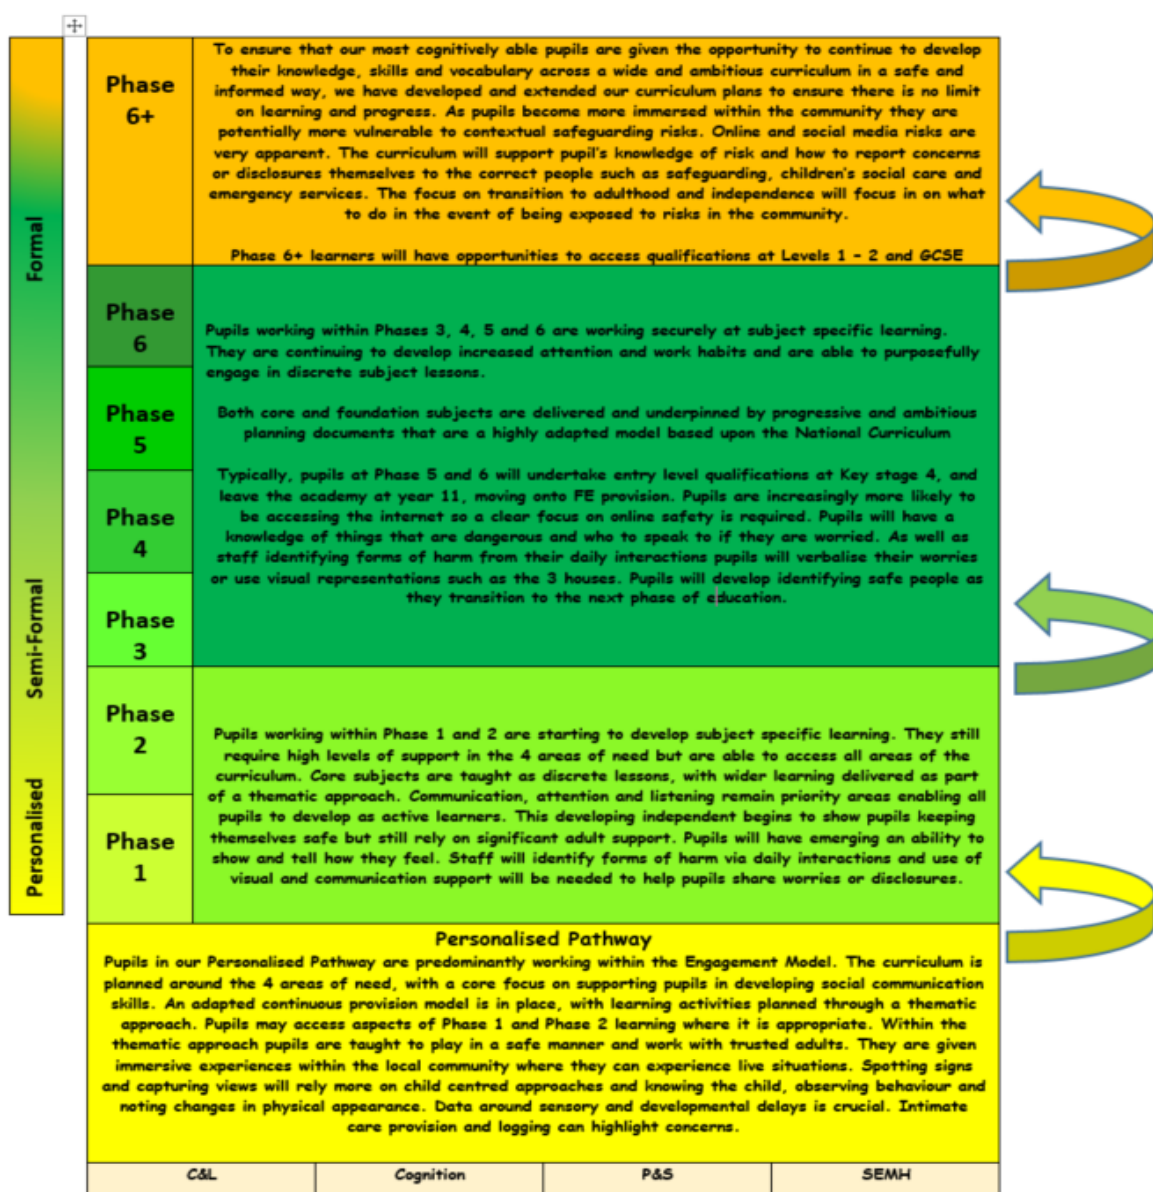 Formal
Semi-Formal
Personalised
Phase
6+
To ensure that our most cognitively able pupils are given the opportunity to continue to develop
their knowledge, skills and vocabulary across a wide and ambitious curriculum in a safe and
informed way, we have developed and extended our curriculum plans to ensure there is no limit
on learning and progress. As pupils become more immersed within the community they are
potentially more vulnerable to contextual safeguarding risks. Online and social media risks are
very apparent. The curriculum will support pupil's knowledge of risk and how to report concerns
or disclosures themselves to the correct people such as safeguarding, children's social care and
emergency services. The focus on transition to adulthood and independence will focus in on what
to do in the event of being exposed to risks in the community.
Phase 6+ learners will have opportunities to access qualifications at Levels 1 - 2 and GCSE
Phase
6
Phase
5
Phase
4
Phase
3
Pupils working within Phases 3, 4, 5 and 6 are working securely at subject specific learning.
They are continuing to develop increased attention and work habits and are able to purposefully
engage in discrete subject lessons.
Both core and foundation subjects are delivered and underpinned by progressive and ambitious
planning documents that are a highly adapted model based upon the National Curriculum
Typically, pupils at Phase 5 and 6 will undertake entry level qualifications at Key stage 4, and
leave the academy at year 11, moving onto FE provision. Pupils are increasingly more likely to
be accessing the internet so a clear focus on online safety is required. Pupils will have a
knowledge of things that are dangerous and who to speak to if they are worried. As well as
staff identifying forms of harm from their daily interactions pupils will verbalise their worries
or use visual representations such as the 3 houses. Pupils will develop identifying safe people as
they transition to the next phase of education.
Phase
2
Phase
1
Pupils working within Phase 1 and 2 are starting to develop subject specific learning. They still
require high levels of support in the 4 areas of need but are able to access all areas of the
curriculum. Core subjects are taught as discrete lessons, with wider learning delivered as part
of a thematic approach. Communication, attention and listening remain priority areas enabling all
pupils to develop as active learners. This developing independent begins to show pupils keeping
themselves safe but still rely on significant adult support. Pupils will have emerging an ability to
show and tell how they feel. Staff will identify forms of harm via daily interactions and use of
visual and communication support will be needed to help pupils share worries or disclosures.
Personalised Pathway
Pupils in our Personalised Pathway are predominantly working within the Engagement Model. The curriculum is
planned around the 4 areas of need, with a core focus on supporting pupils in developing social communication
skills. An adapted continuous provision model is in place, with learning activities planned through a thematic
approach. Pupils may access aspects of Phase 1 and Phase 2 learning where it is appropriate. Within the
thematic approach pupils are taught to play in a safe manner and work with trusted adults. They are given
immersive experiences within the local community where they can experience live situations. Spotting signs
and capturing views will rely more on child centred approaches and knowing the child, observing behaviour and
noting changes in physical appearance. Data around sensory and developmental delays is crucial. Intimate
care provision and logging can highlight concerns.
C&L Cognition P&S SEMH